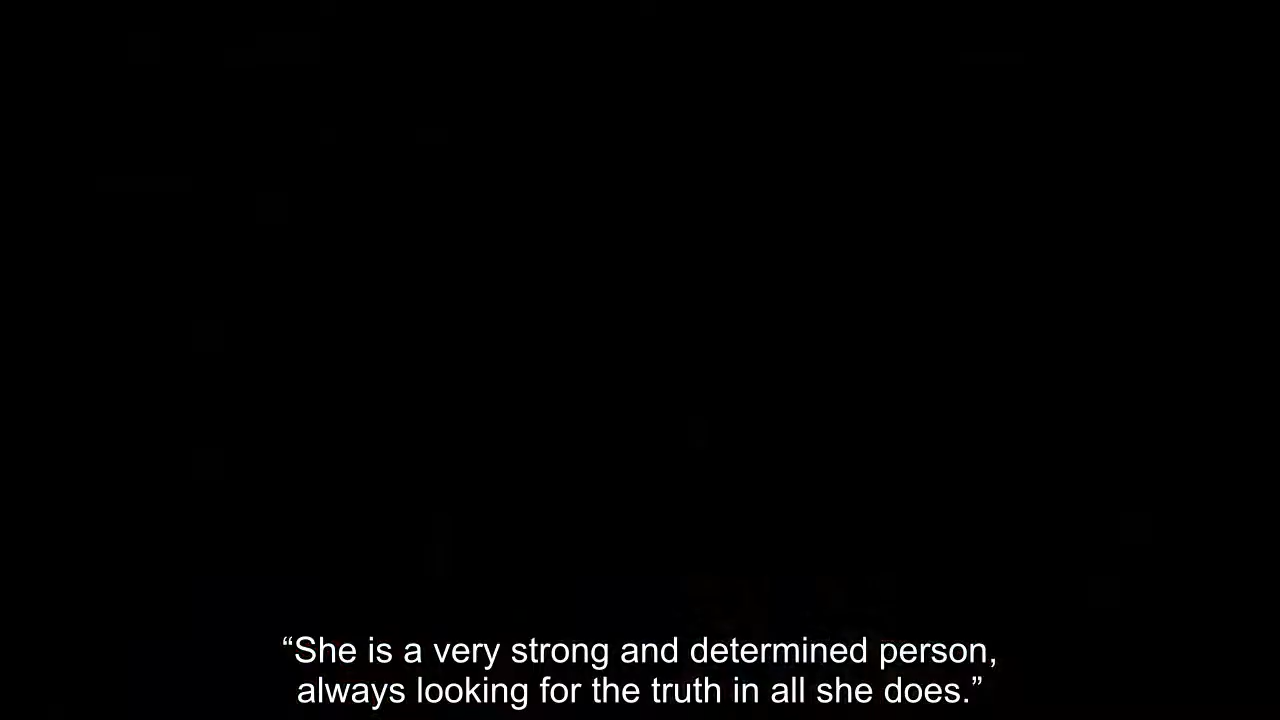 “She is a very strong and determined person,
always looking for the truth in all she does.”